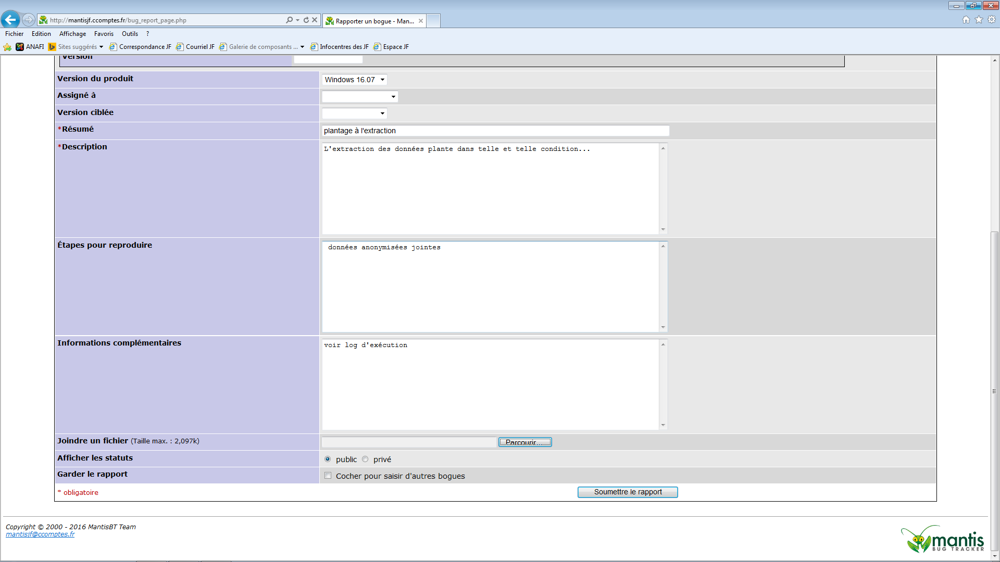 http://mantisjf.ccomptes.fr/bug_report_page.php
Rapporter un bogue - Man...
Fichier Edition Affichage Favoris Outils ?
ANAFI Sites suggérés Correspondance JF Courriel JF Galerie de composants ... Infocentres des JF Espace JF
Version
Version du produit Windows 16.07
Assigné à
Version ciblée
*Résumé plantage à l'extraction
*Description L'extraction des données plante dans telle et telle condition...
Étapes pour reproduire données anonymisées jointes
Informations complémentaires voir log d'exécution
Joindre un fichier (Taille max. : 2,097k) Parcourir...
Afficher les statuts public privé
Garder le rapport Cocher pour saisir d'autres bogues
* obligatoire Soumettre le rapport
Copyright © 2000 - 2016 MantisBT Team
mantisjf@ccomptes.fr
mantis
BUG TRACKER